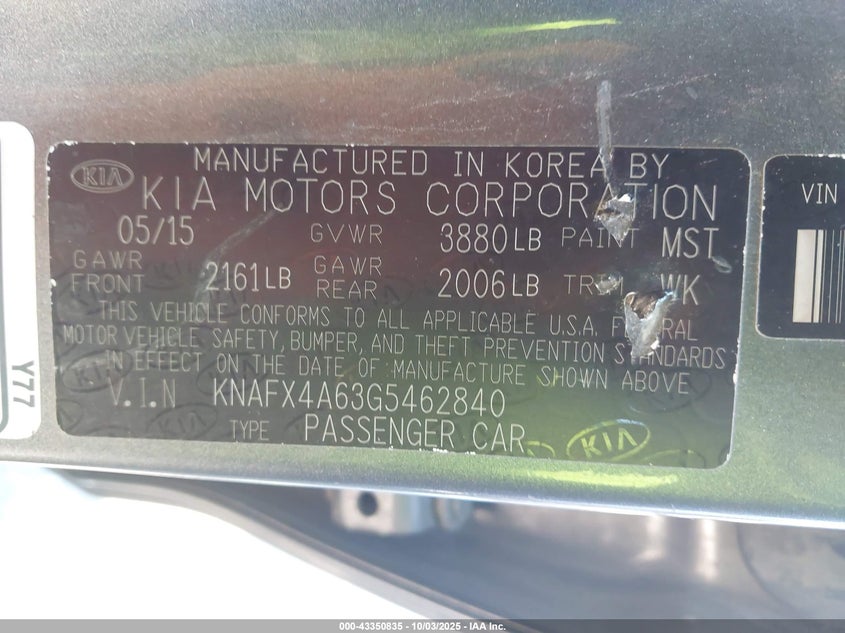 MANUFACTURED IN KOREA BY
KIA KIA MOTORS CORPORATION
05/15 GVWR 3880LB PAINT MST
GAWR FRONT 2161LB GAWR REAR 2006LB TRIM WK
THIS VEHICLE CONFORMS TO ALL APPLICABLE U.S.A. FEDERAL
MOTOR VEHICLE SAFETY, BUMPER, AND THEFT PREVENTION STANDARDS
IN EFFECT ON THE DATE OF MANUFACTURE SHOWN ABOVE
V.I.N KNAFX4A63G5462840
TYPE PASSENGER CAR
KIA
VIN
Y77
000-43350835 - 10/03/2025 - IAA Inc.